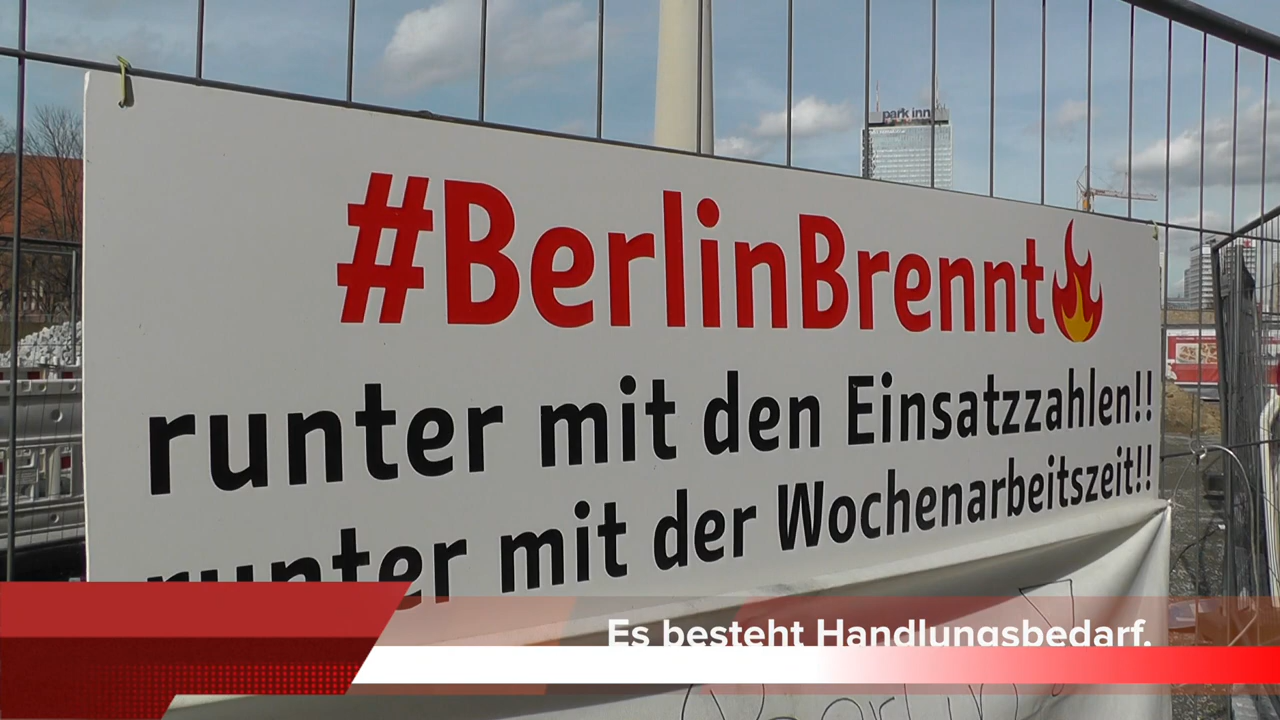 park inn
#BerlinBrennt
runter mit den Einsatzzahlen!!
runter mit der Wochenarbeitszeit!!
Es besteht Handlungsbedarf.